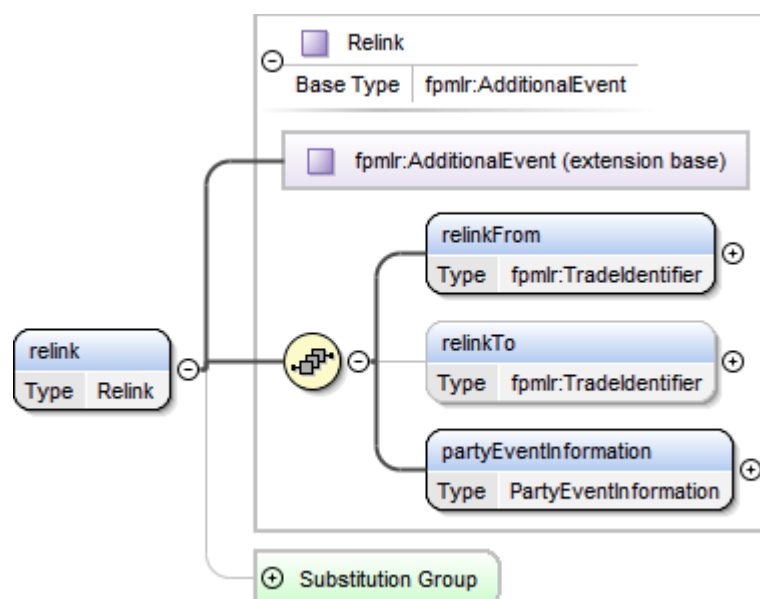 Relink
Base Type fpmlr:AdditionalEvent
fpmlr:AdditionalEvent (extension base)
relinkFrom
Type fpmlr:TradeIdentifier
relink
Type Relink
relinkTo
Type fpmlr:TradeIdentifier
partyEventInformation
Type PartyEventInformation
Substitution Group